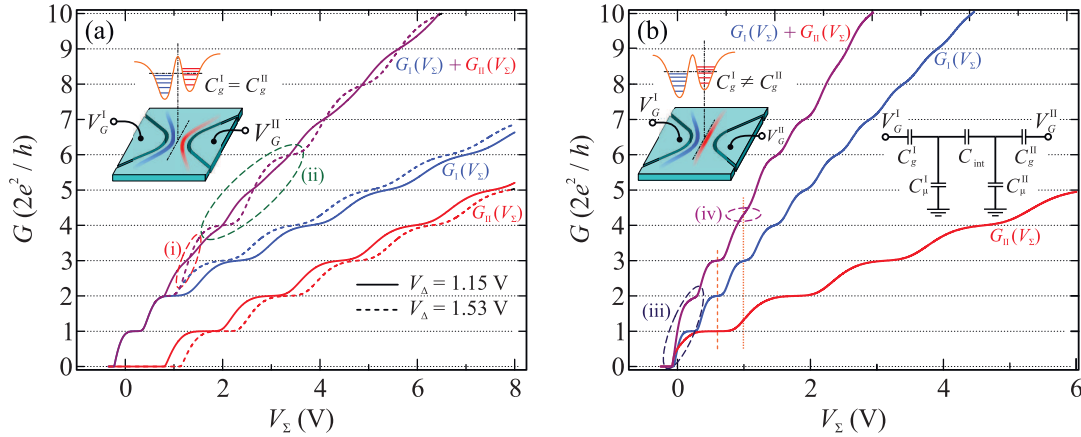 (a)
G (2e² / h)
10
9
8
7
6
5
4
3
2
1
0
C_g^I = C_g^II
V_G^I
V_G^II
G_I(V_Σ) + G_II(V_Σ)
(ii)
(i)
G_I(V_Σ)
G_II(V_Σ)
V_Δ = 1.15 V
V_Δ = 1.53 V
0
2
4
6
8
V_Σ (V)
(b)
G (2e² / h)
10
9
8
7
6
5
4
3
2
1
0
G_I(V_Σ) + G_II(V_Σ)
G_I(V_Σ)
C_g^I ≠ C_g^II
V_G^I
V_G^II
V_G^I
V_G^II
C_g^I
C_int
C_g^II
C_μ^I
C_μ^II
(iv)
G_II(V_Σ)
(iii)
0
2
4
6
V_Σ (V)